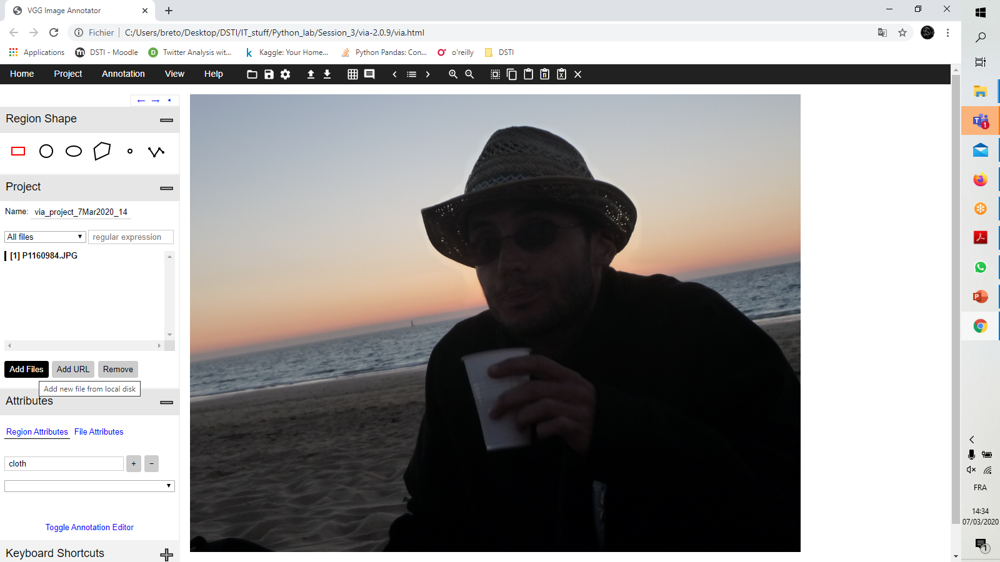 VGG Image Annotator
Fichier
C:/Users/breto/Desktop/DSTI/IT_stuff/Python_lab/Session_3/via-2.0.9/via.html
Applications
DSTI - Moodle
Twitter Analysis wit...
Kaggle: Your Home...
Python Pandas: Con...
o'reilly
DSTI
Home Project Annotation View Help
Region Shape
Project
Name: via_project_7Mar2020_14
All files
regular expression
[1] P1160984.JPG
Add Files Add URL Remove
Add new file from local disk
Attributes
Region Attributes File Attributes
cloth
+ −
Toggle Annotation Editor
Keyboard Shortcuts
FRA
14:34
07/03/2020
1